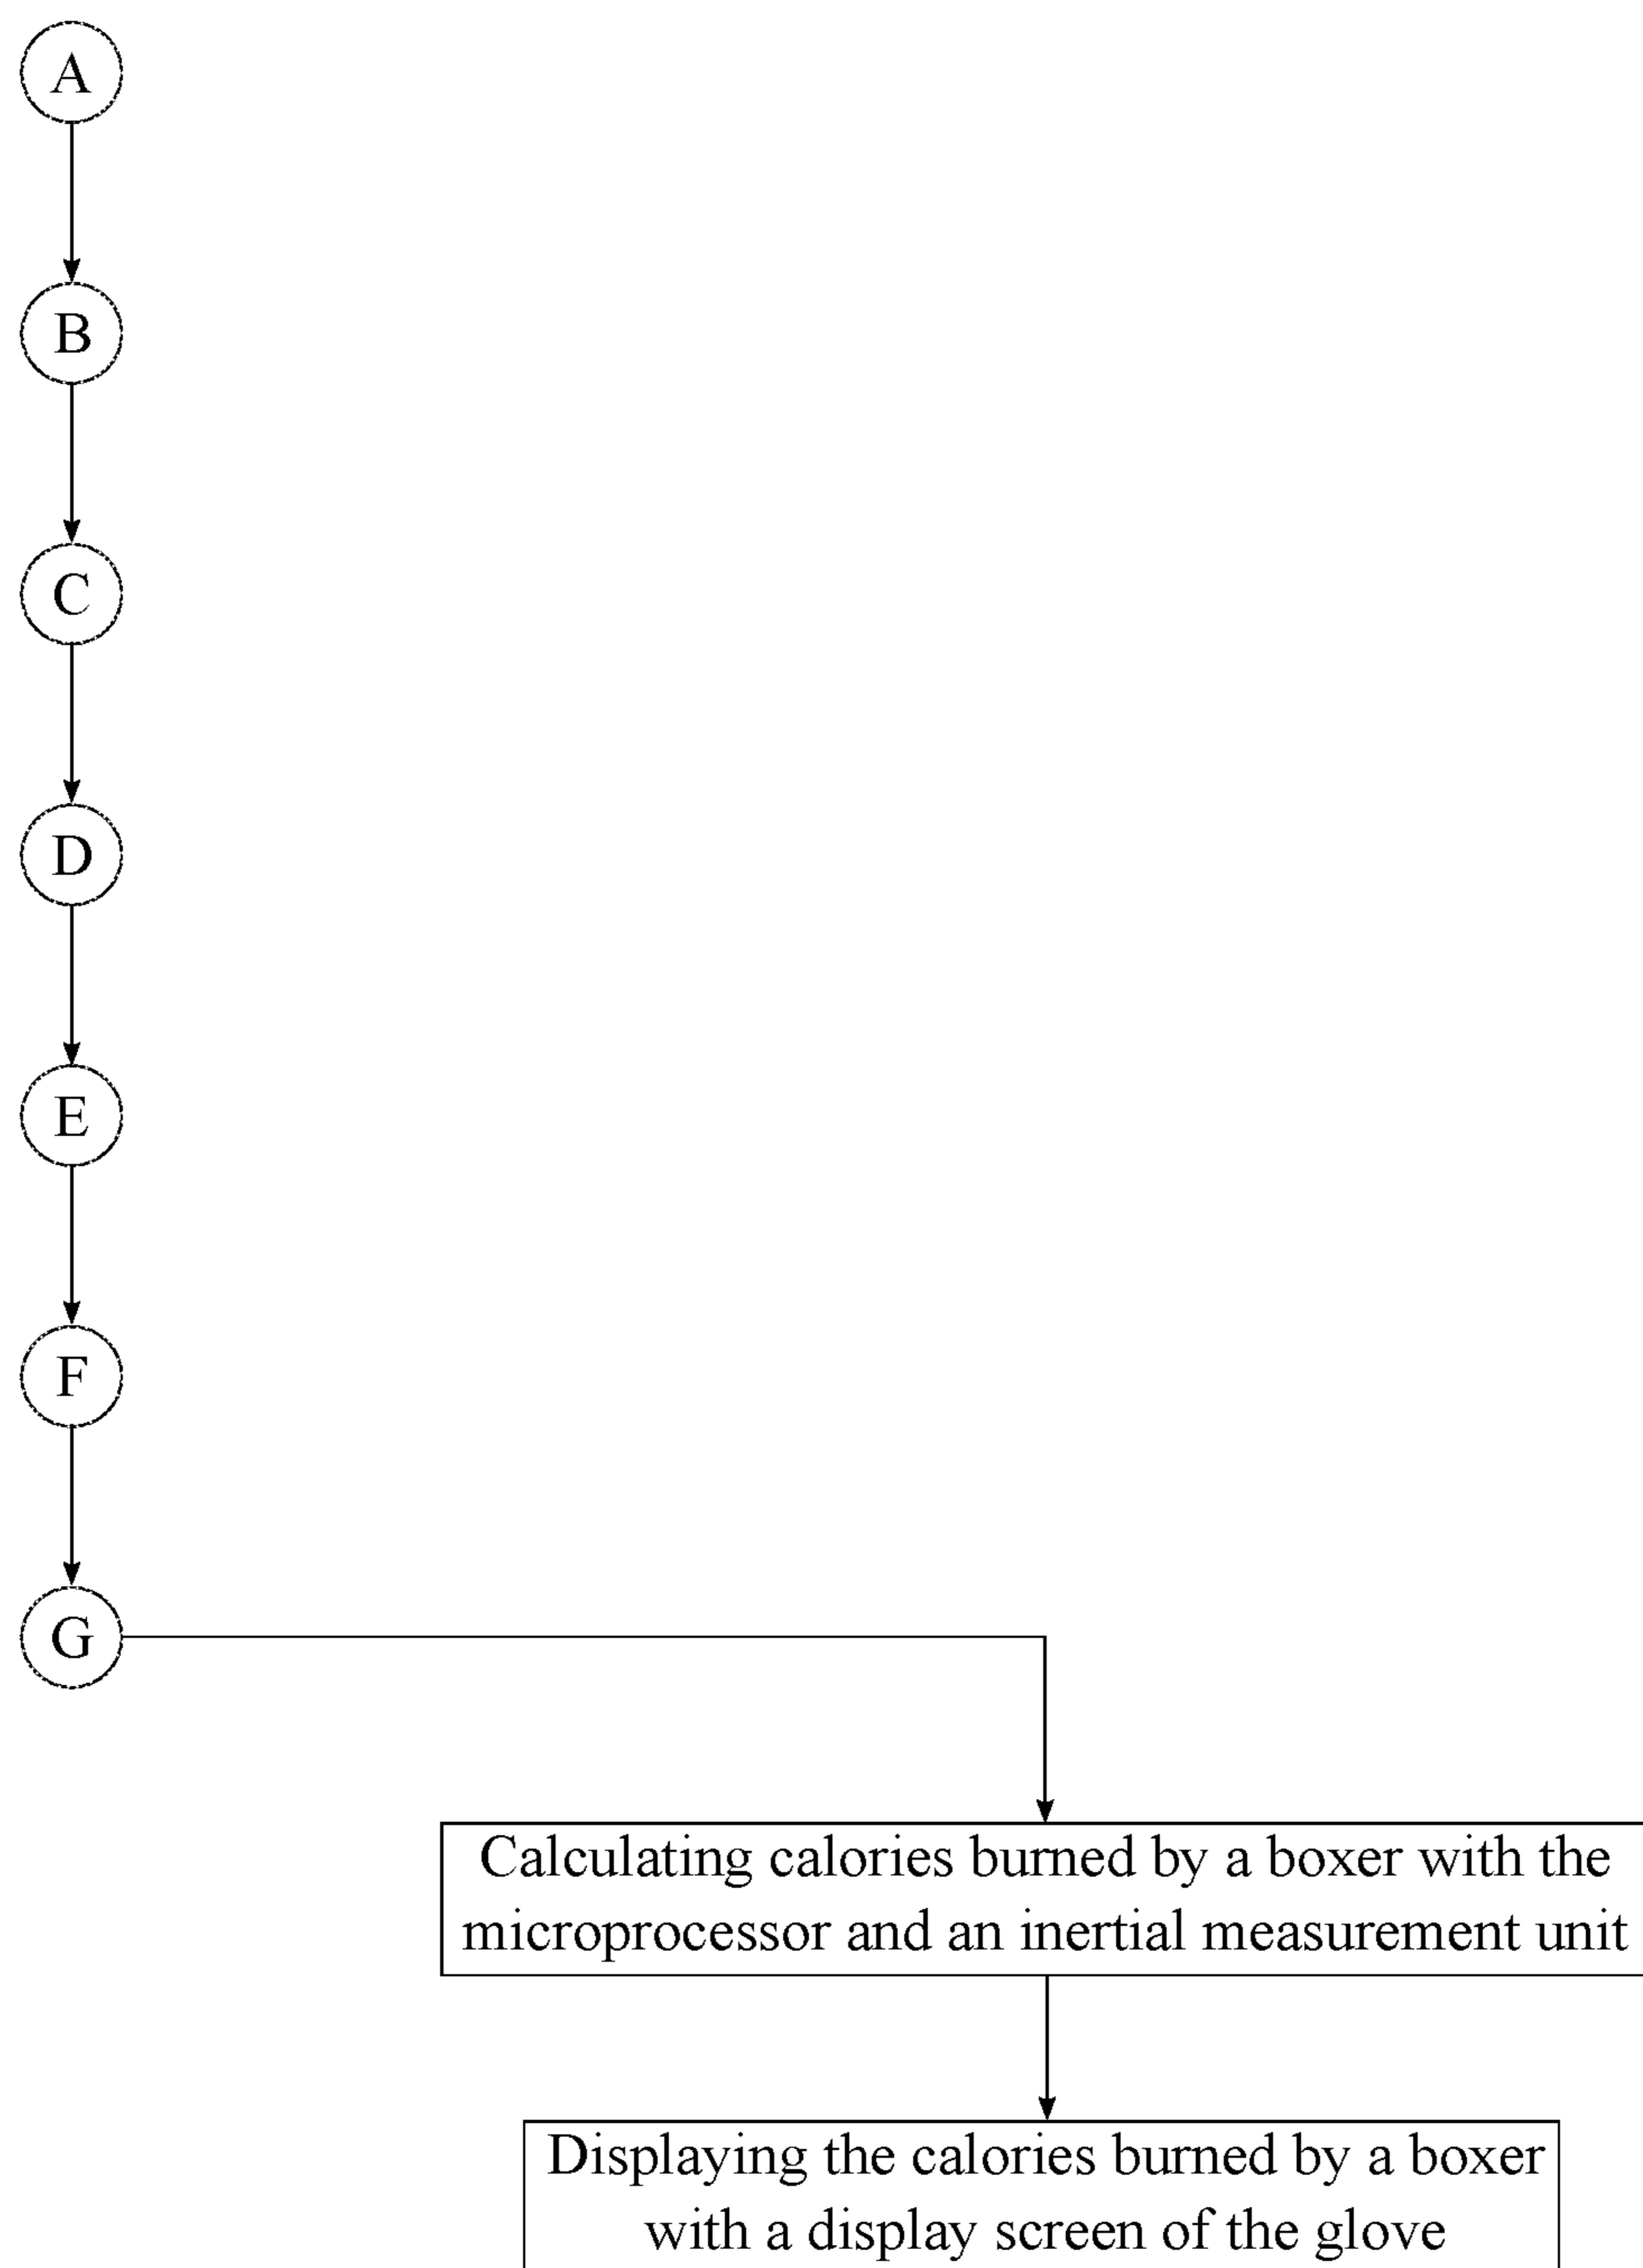 A
B
C
D
E
F
G
Calculating calories burned by a boxer with the
microprocessor and an inertial measurement unit
Displaying the calories burned by a boxer
with a display screen of the glove